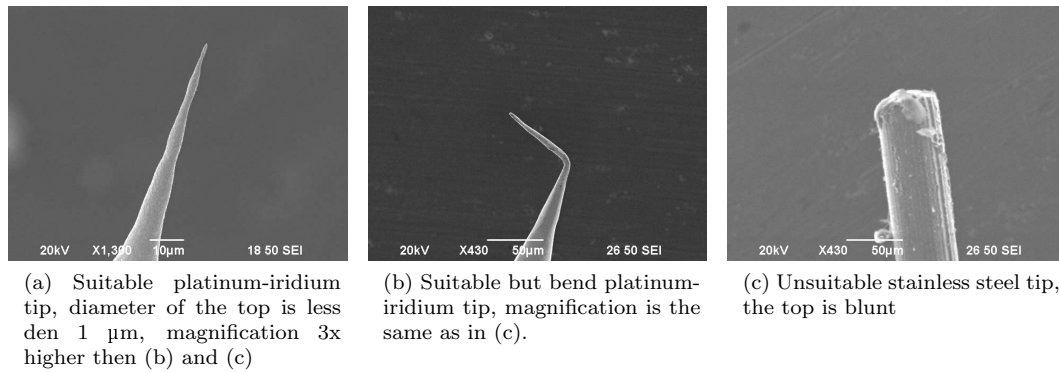 20kV X1,300 10μm 18 50 SEI
20kV X430 50μm 26 50 SEI
20kV X430 50μm 26 50 SEI
(a) Suitable platinum-iridium
tip, diameter of the top is less
den 1 μm, magnification 3x
higher then (b) and (c)
(b) Suitable but bend platinum-
iridium tip, magnification is the
same as in (c).
(c) Unsuitable stainless steel tip,
the top is blunt